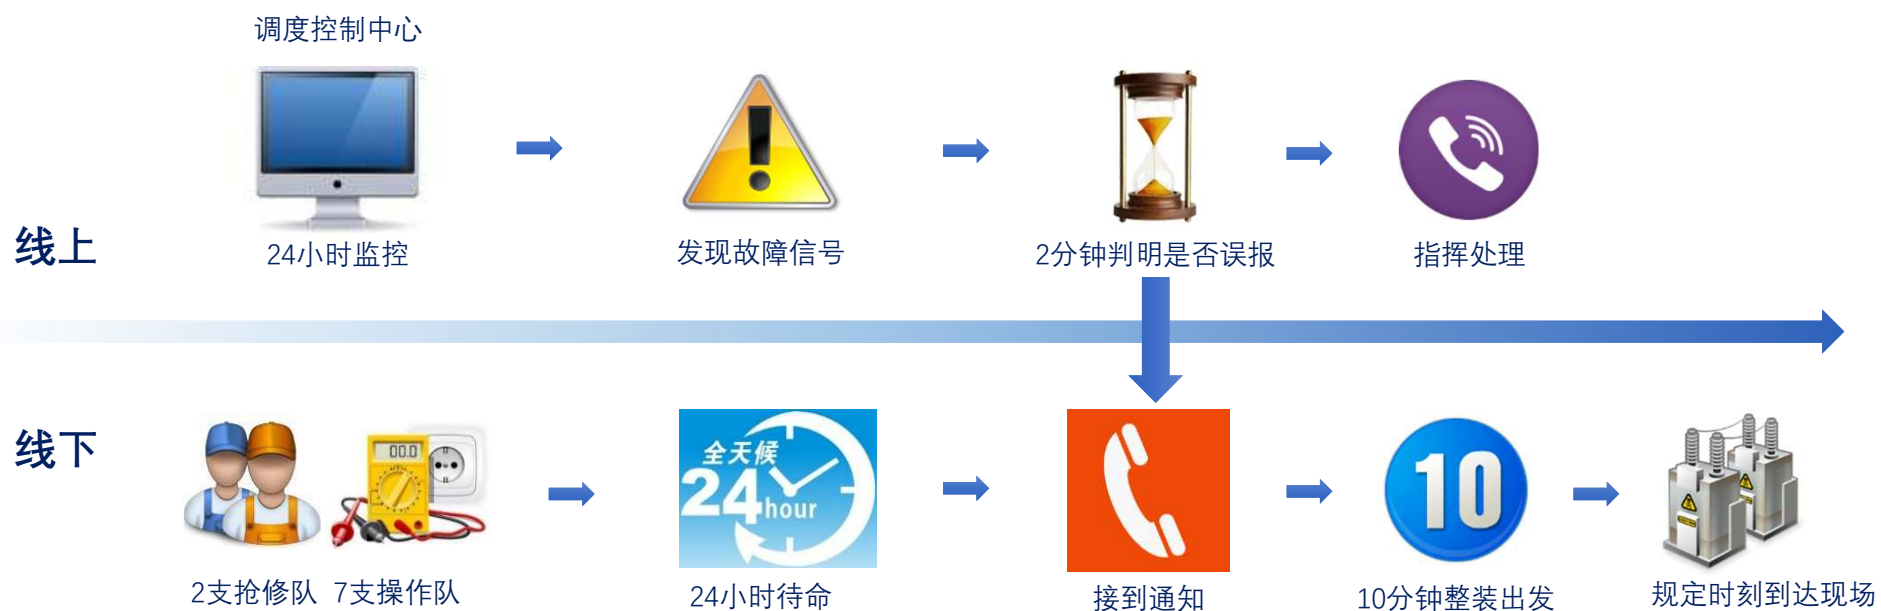 调度控制中心
24小时监控
发现故障信号
2分钟判明是否误报
指挥处理
线上
线下
00.0
全天候
24hour
10
2支抢修队 7支操作队
24小时待命
接到通知
10分钟整装出发
规定时刻到达现场